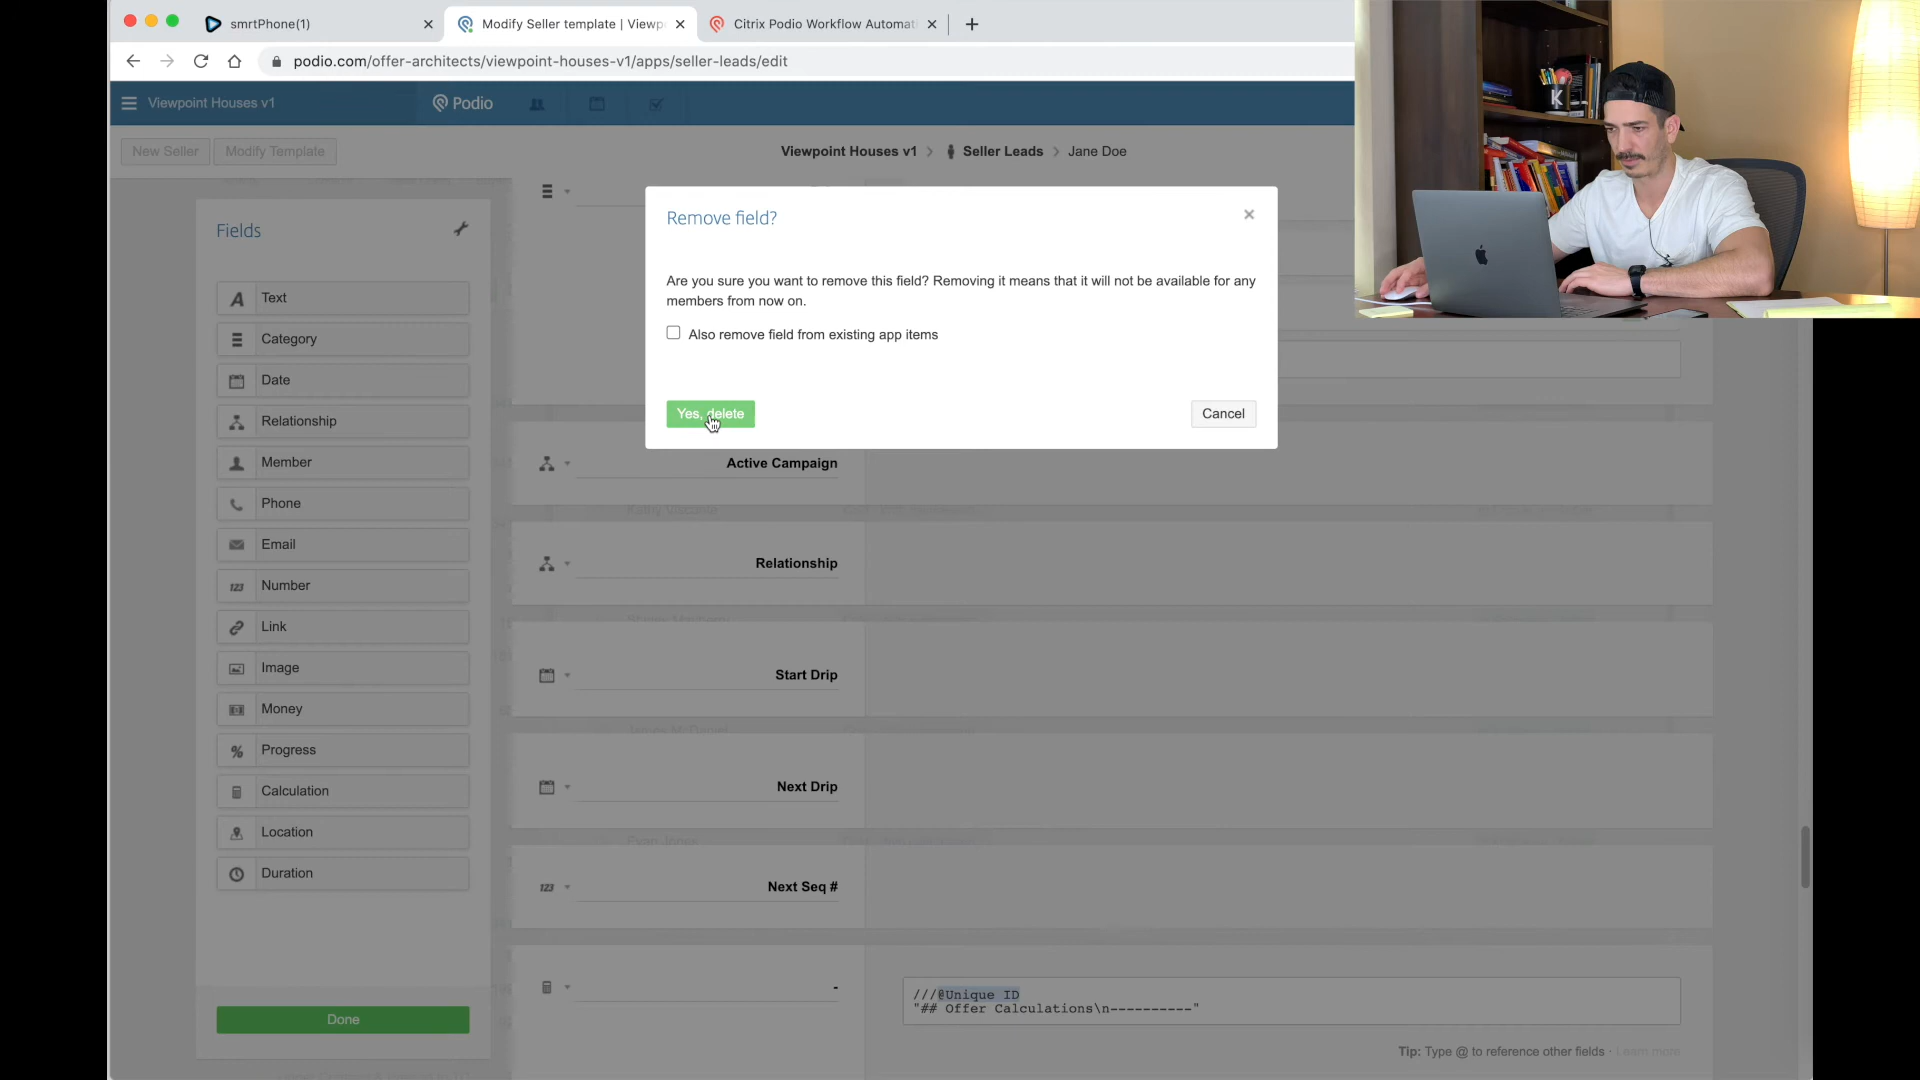 smrtPhone(1)
Modify Seller template | Viewp
Citrix Podio Workflow Automat
podio.com/offer-architects/viewpoint-houses-v1/apps/seller-leads/edit
Viewpoint Houses v1
Podio
New Seller
Modify Template
Viewpoint Houses v1
Seller Leads
Jane Doe
Fields
Text
Category
Date
Relationship
Member
Phone
Email
Number
Link
Image
Money
Progress
Calculation
Location
Duration
Done
Remove field?
Are you sure you want to remove this field? Removing it means that it will not be available for any
members from now on.
Also remove field from existing app items
Yes, delete
Cancel
Active Campaign
Relationship
Start Drip
Next Drip
123 Next Seq #
-
///@Unique ID
"## Offer Calculations\n----------"
Tip: Type @ to reference other fields · Learn more
K